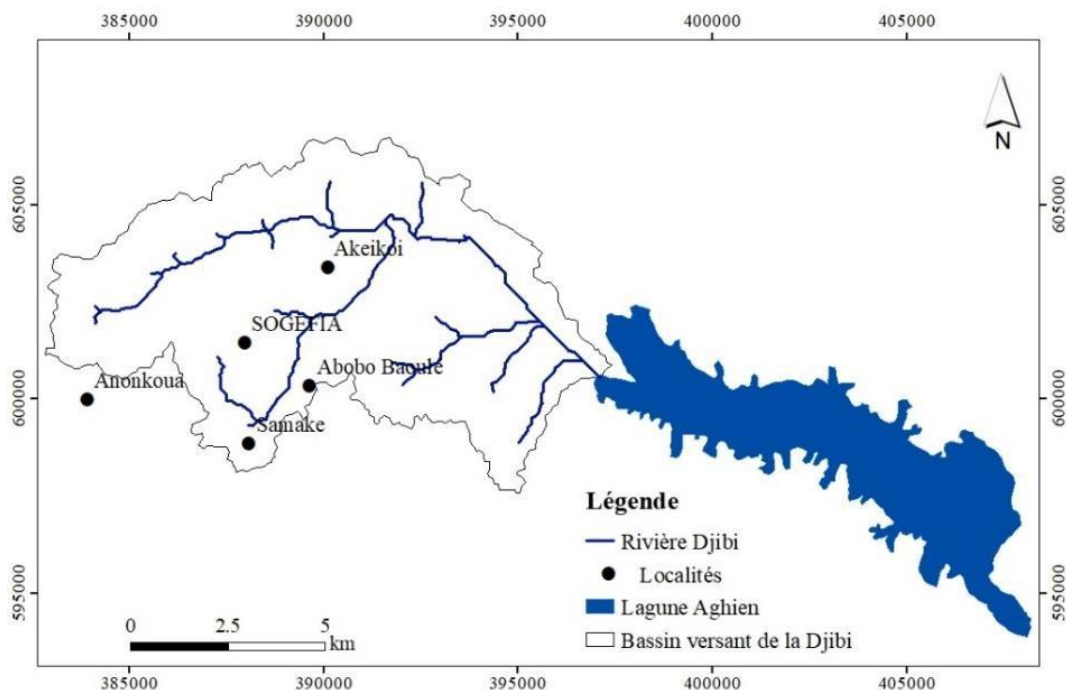 385000 390000 395000 400000 405000
N
605000 605000
Akeikoi
SOGEFIA
Abobo Baoule
Anonkoua
600000 600000
Samake
Légende
Rivière Djibi
Localités
Lagune Aghien
Bassin versant de la Djibi
595000 595000
0 2.5 5
km
385000 390000 395000 400000 405000